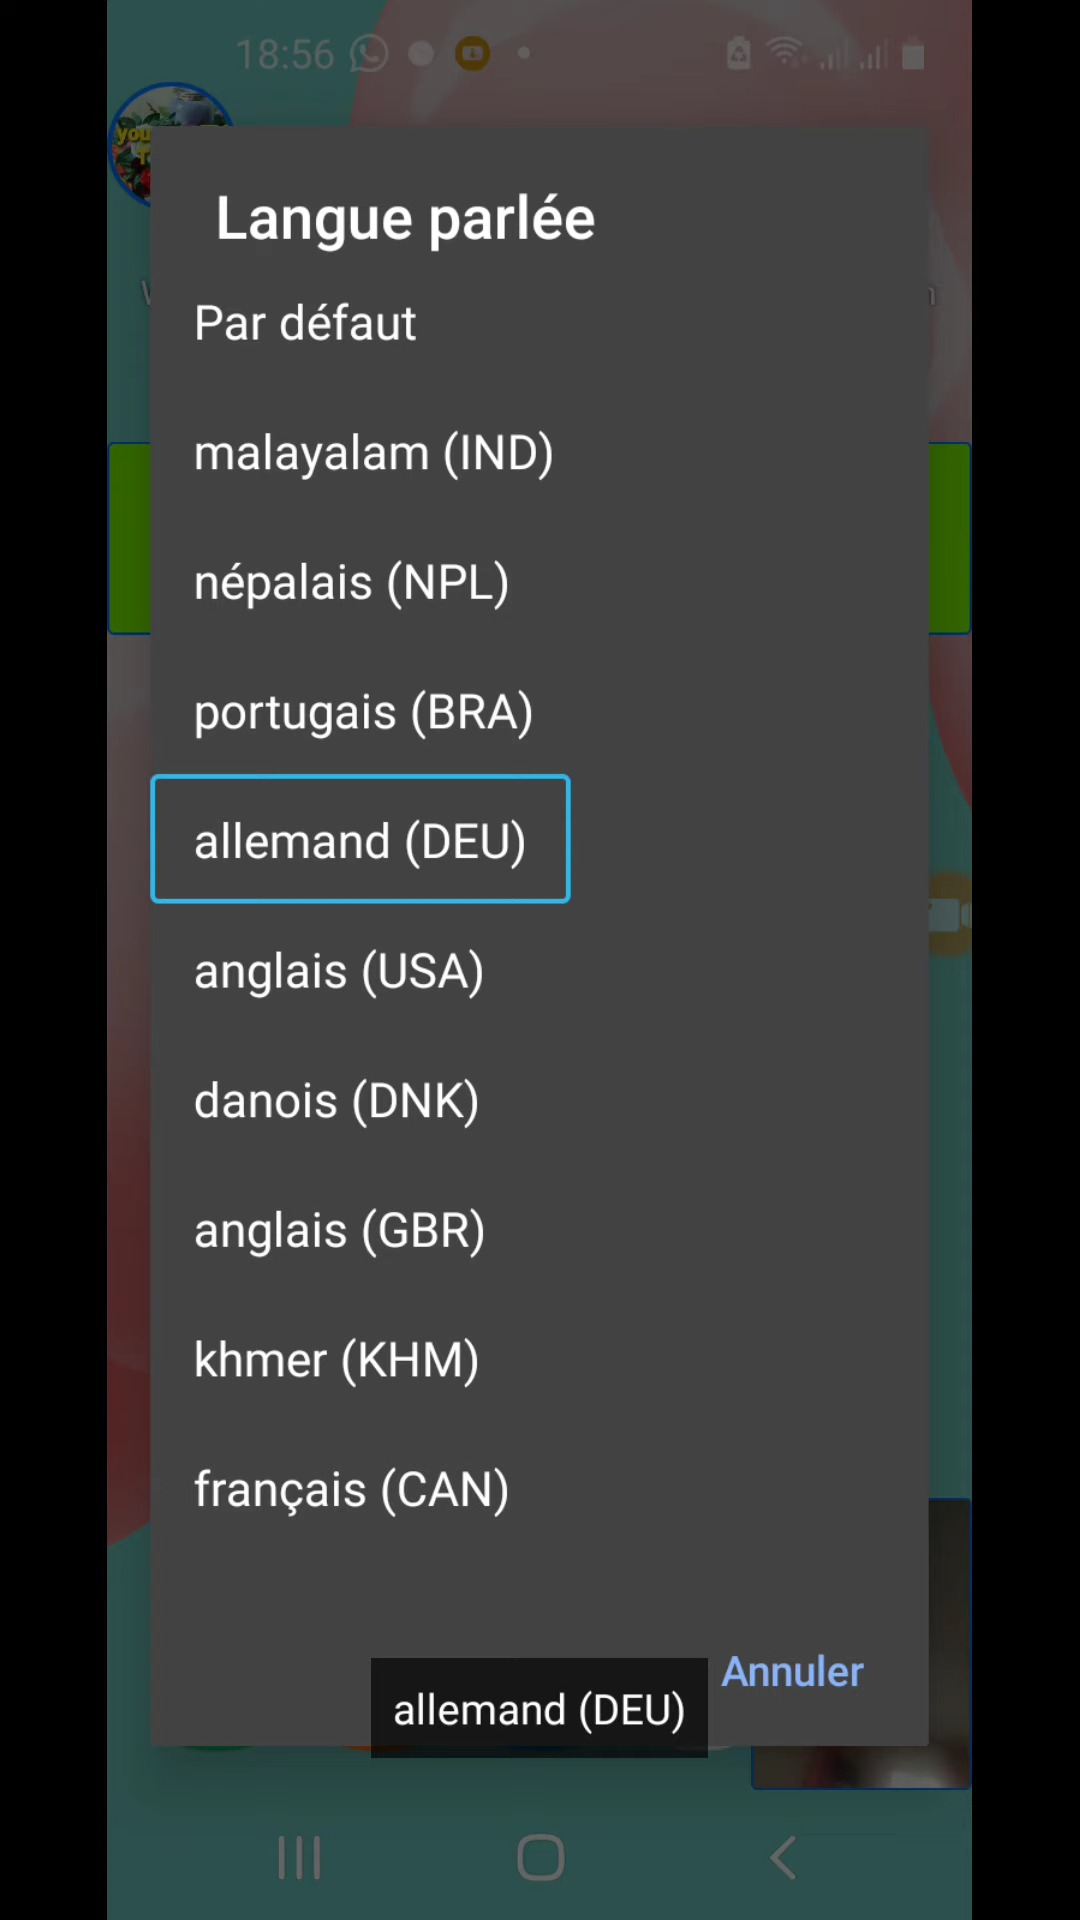 18:56
you
Langue parlée
Par défaut
malayalam (IND)
népalais (NPL)
portugais (BRA)
allemand (DEU)
anglais (USA)
danois (DNK)
anglais (GBR)
khmer (KHM)
français (CAN)
Annuler
allemand (DEU)